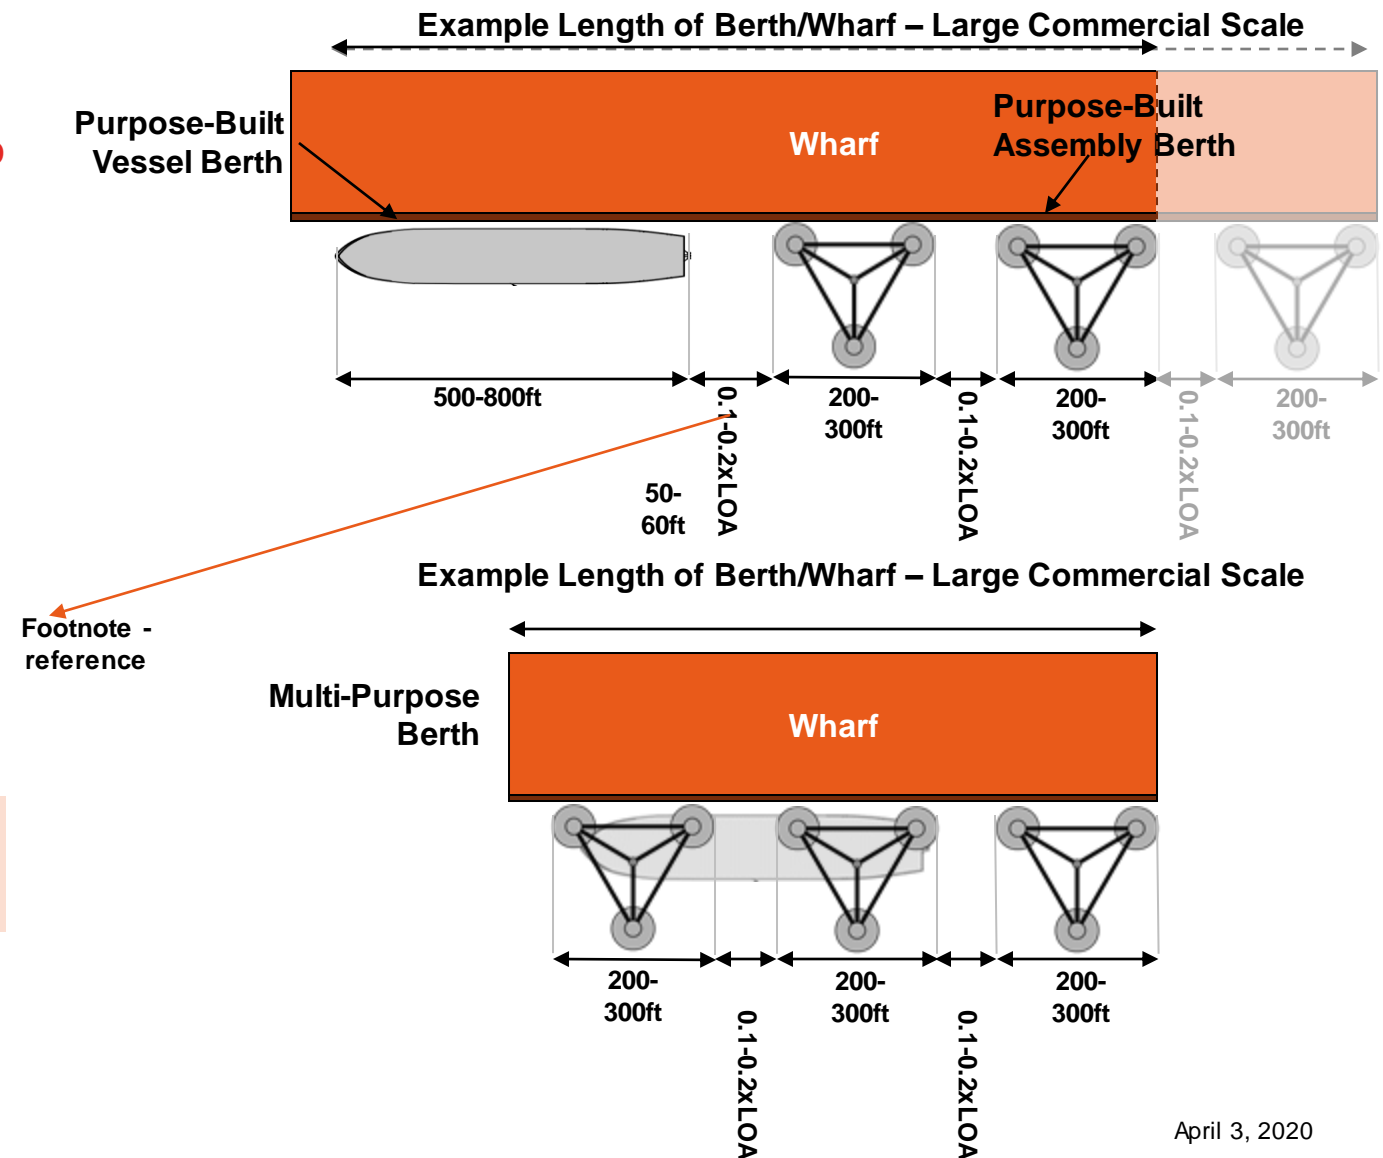 Example Length of Berth/Wharf – Large Commercial Scale
Purpose-Built
Vessel Berth
Wharf
Purpose-Built
Assembly Berth
500-800ft
0.1-0.2xLOA
200-
300ft
0.1-0.2xLOA
200-
300ft
0.1-0.2xLOA
200-
300ft
50-
60ft
Example Length of Berth/Wharf – Large Commercial Scale
Footnote -
reference
Multi-Purpose
Berth
Wharf
200-
300ft
0.1-0.2xLOA
200-
300ft
0.1-0.2xLOA
200-
300ft
April 3, 2020